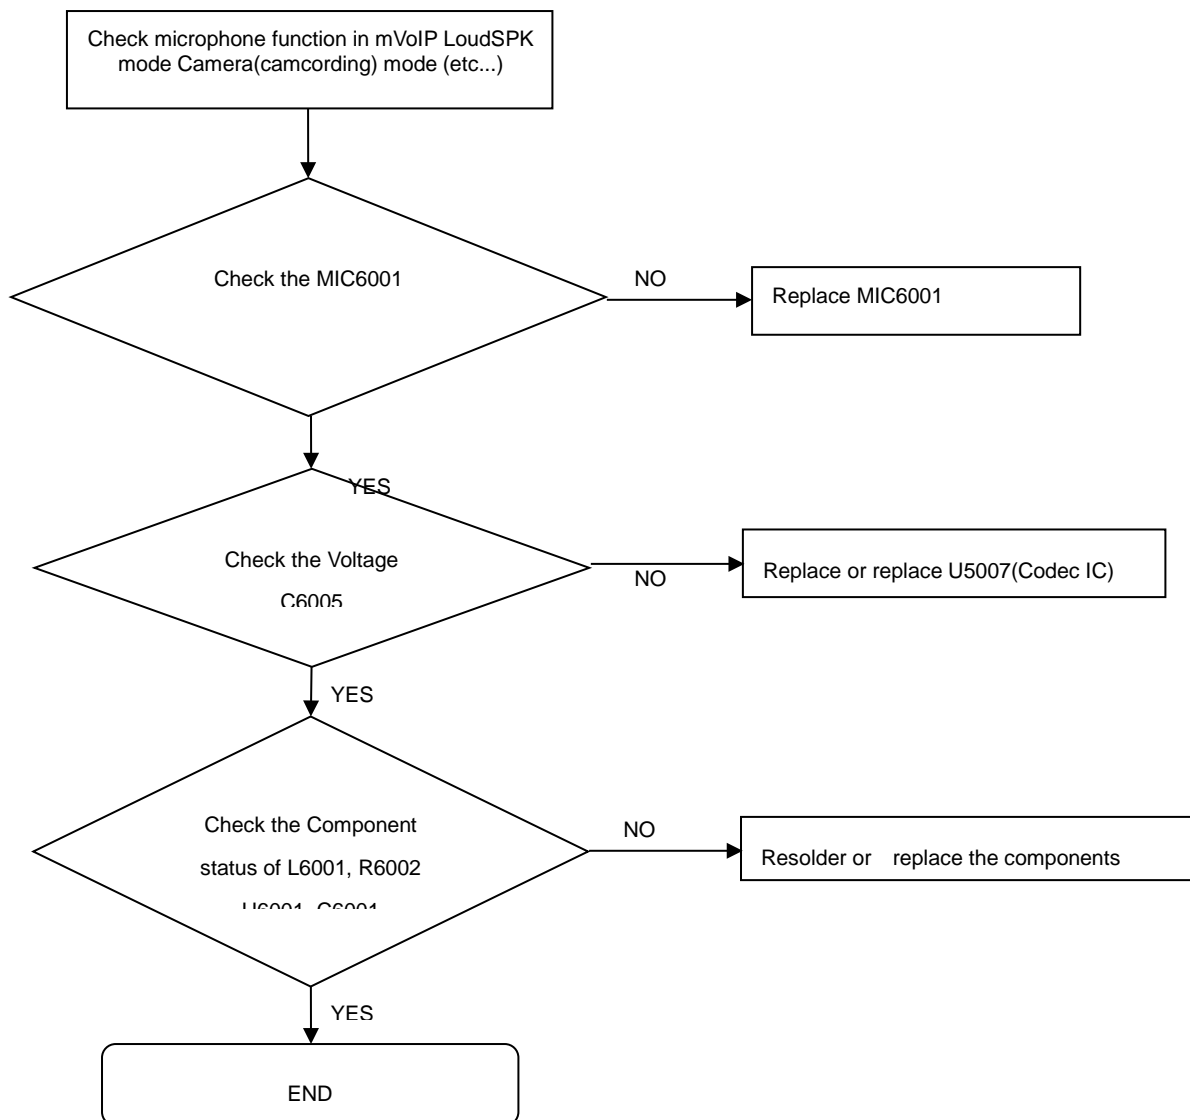 Check microphone function in mVoIP LoudSPK
mode Camera(camcording) mode (etc...)
Check the MIC6001
NO
Replace MIC6001
YES
Check the Voltage
C6005
NO
Replace or replace U5007(Codec IC)
YES
Check the Component
status of L6001, R6002
NO
Resolder or replace the components
YES
END